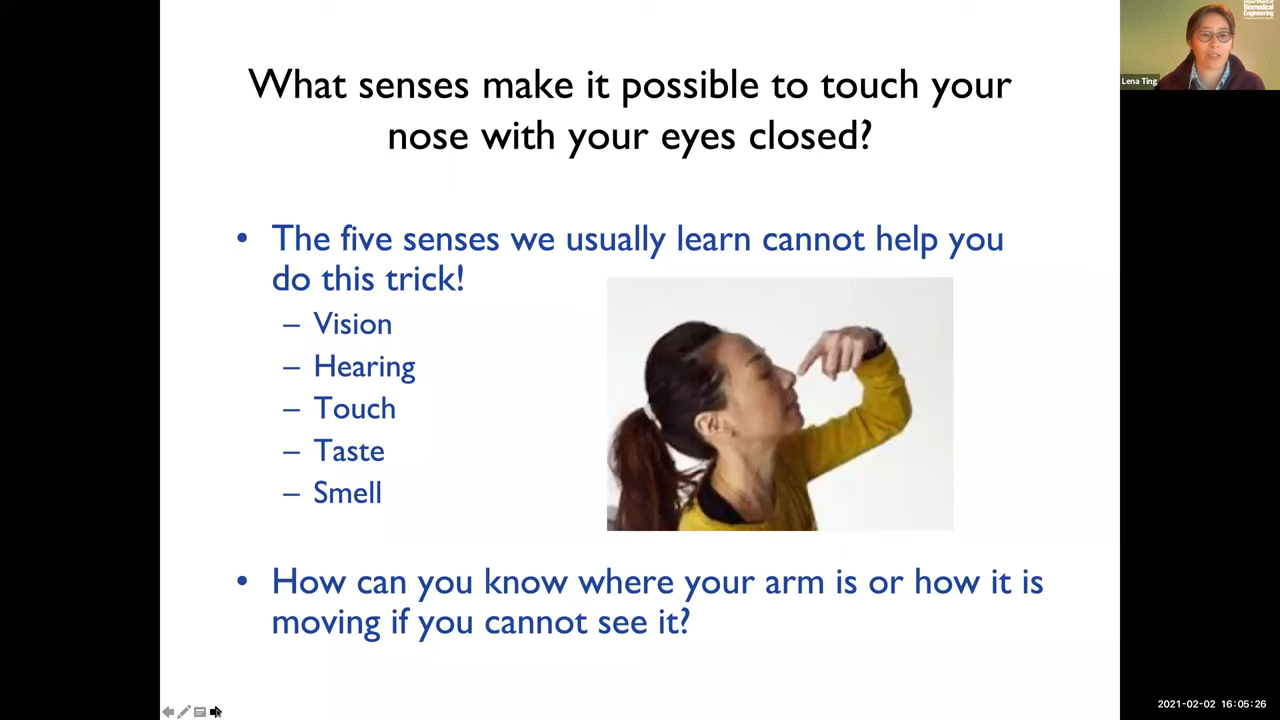 What senses make it possible to touch your
nose with your eyes closed?
• The five senses we usually learn cannot help you
do this trick!
– Vision
– Hearing
– Touch
– Taste
– Smell
• How can you know where your arm is or how it is
moving if you cannot see it?
Biomedical
Engineering
Lena Ting
2021-02-02 16:05:26